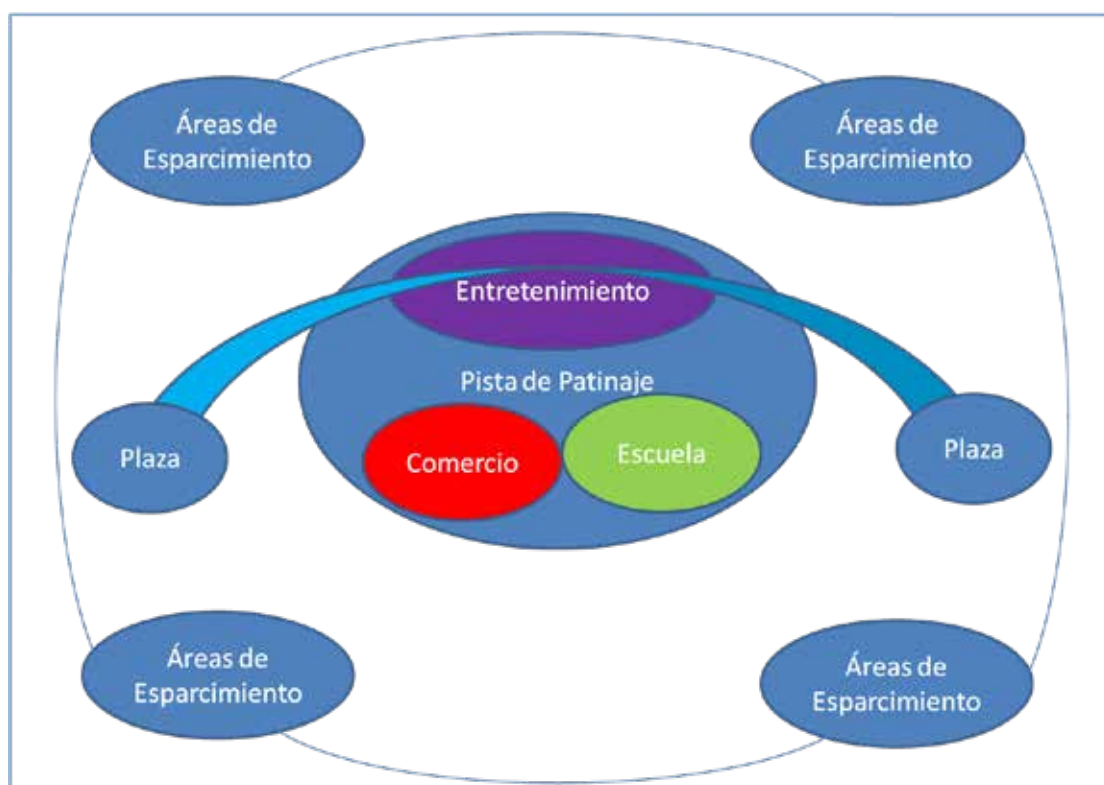 Áreas de
Esparcimiento
Áreas de
Esparcimiento
Entretenimiento
Pista de Patinaje
Plaza
Comercio
Escuela
Plaza
Áreas de
Esparcimiento
Áreas de
Esparcimiento